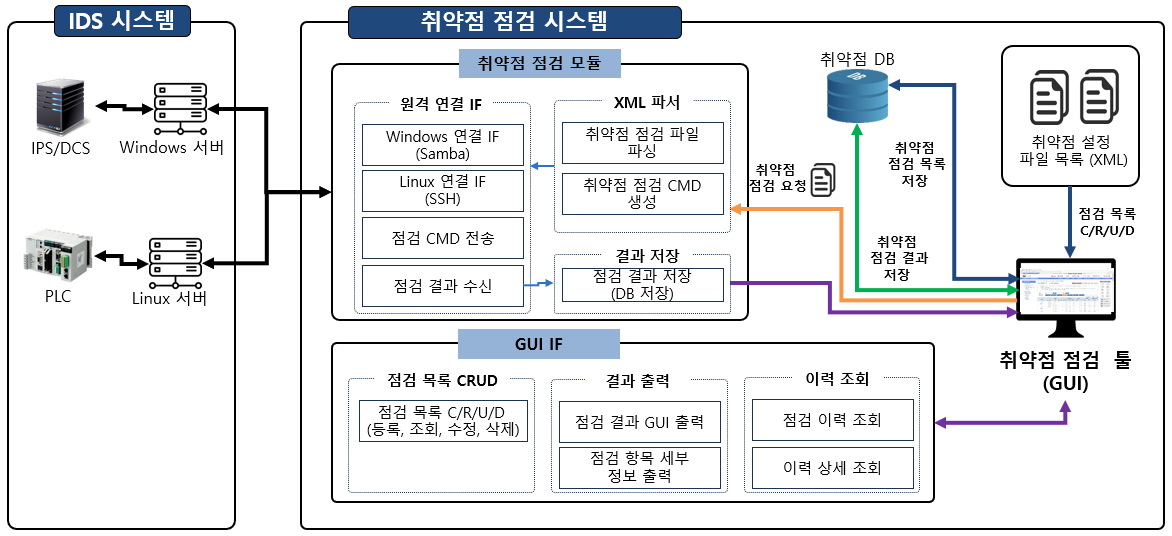 IDS 시스템
IPS/DCS
Windows 서버
PLC
Linux 서버
취약점 점검 시스템
취약점 점검 모듈
원격 연결 IF
Windows 연결 IF
(Samba)
Linux 연결 IF
(SSH)
점검 CMD 전송
점검 결과 수신
XML 파서
취약점 점검 파일
파싱
취약점 점검 CMD
생성
결과 저장
점검 결과 저장
(DB 저장)
취약점
점검 요청
취약점 DB
DB
취약점
점검 목록
저장
취약점
점검 결과
저장
취약점 설정
파일 목록 (XML)
점검 목록
C/R/U/D
취약점 점검 툴
(GUI)
GUI IF
점검 목록 CRUD
점검 목록 C/R/U/D
(등록, 조회, 수정, 삭제)
결과 출력
점검 결과 GUI 출력
점검 항목 세부
정보 출력
이력 조회
점검 이력 조회
이력 상세 조회